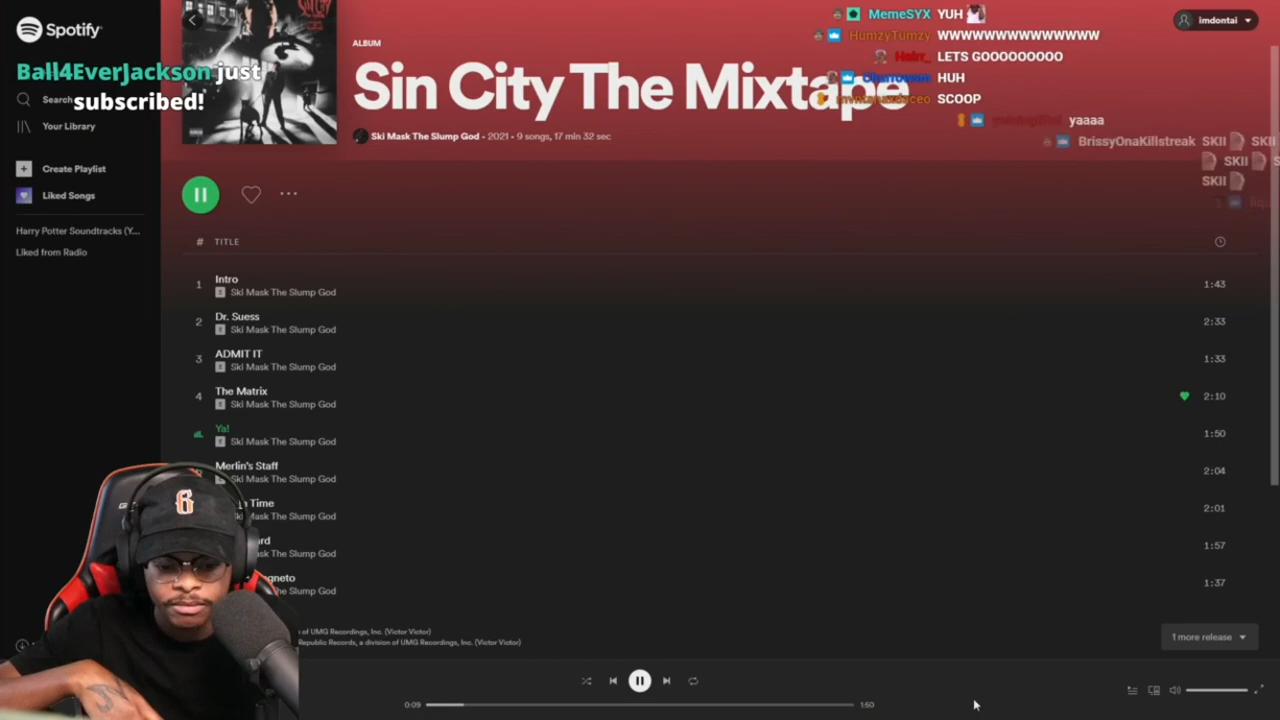 Spotify
imdontai
Ball4EverJackson just
subscribed!
Search
Your Library
Create Playlist
Liked Songs
Harry Potter Soundtracks (Y...
Liked from Radio
ALBUM
Sin City The Mixtape
Ski Mask The Slump God • 2021 • 9 songs, 17 min 32 sec
MemeSYX YUH
HumzyTumzy WWWWWWWWWWWWWW
LETS GOOOOOOOOO
HUH
SCOOP
yaaaa
BrissyOnaKillstreak SKII SKII
SKII
SKII
# TITLE
1 Intro 1:43
Ski Mask The Slump God
2 Dr. Suess 2:33
Ski Mask The Slump God
3 ADMIT IT 1:33
Ski Mask The Slump God
4 The Matrix 2:10
Ski Mask The Slump God
Ya! 1:50
Ski Mask The Slump God
Merlin's Staff 2:04
Ski Mask The Slump God
Time 2:01
Mask The Slump God
1:57
The Slump God
1:37
The Slump God
of UMG Recordings, Inc. (Victor Victor)
Republic Records, a division of UMG Recordings, Inc. (Victor Victor)
1 more release
0:09 1:50